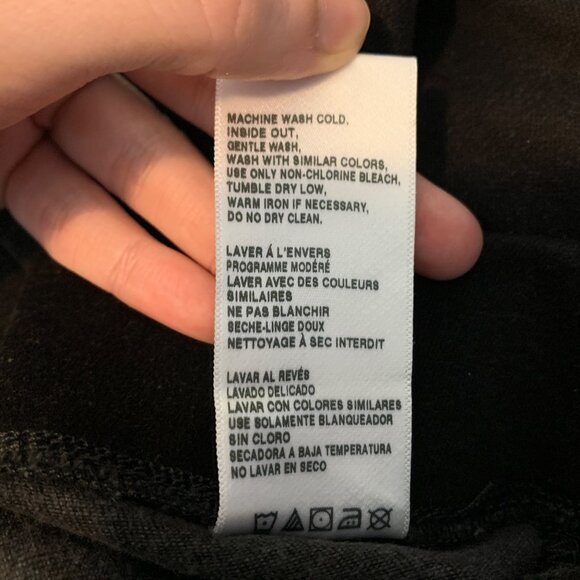 MACHINE WASH COLD,
INSIDE OUT,
GENTLE WASH,
WASH WITH SIMILAR COLORS,
USE ONLY NON-CHLORINE BLEACH,
TUMBLE DRY LOW,
WARM IRON IF NECESSARY,
DO NO DRY CLEAN.
LAVER Á L'ENVERS
PROGRAMME MODÉRÉ
LAVER AVEC DES COULEURS
SIMILAIRES
NE PAS BLANCHIR
SECHE-LINGE DOUX
NETTOYAGE À SEC INTERDIT
LAVAR AL REVÉS
LAVADO DELICADO
LAVAR CON COLORES SIMILARES
USE SOLAMENTE BLANQUEADOR
SIN CLORO
SECADORA A BAJA TEMPERATURA
NO LAVAR EN SECO